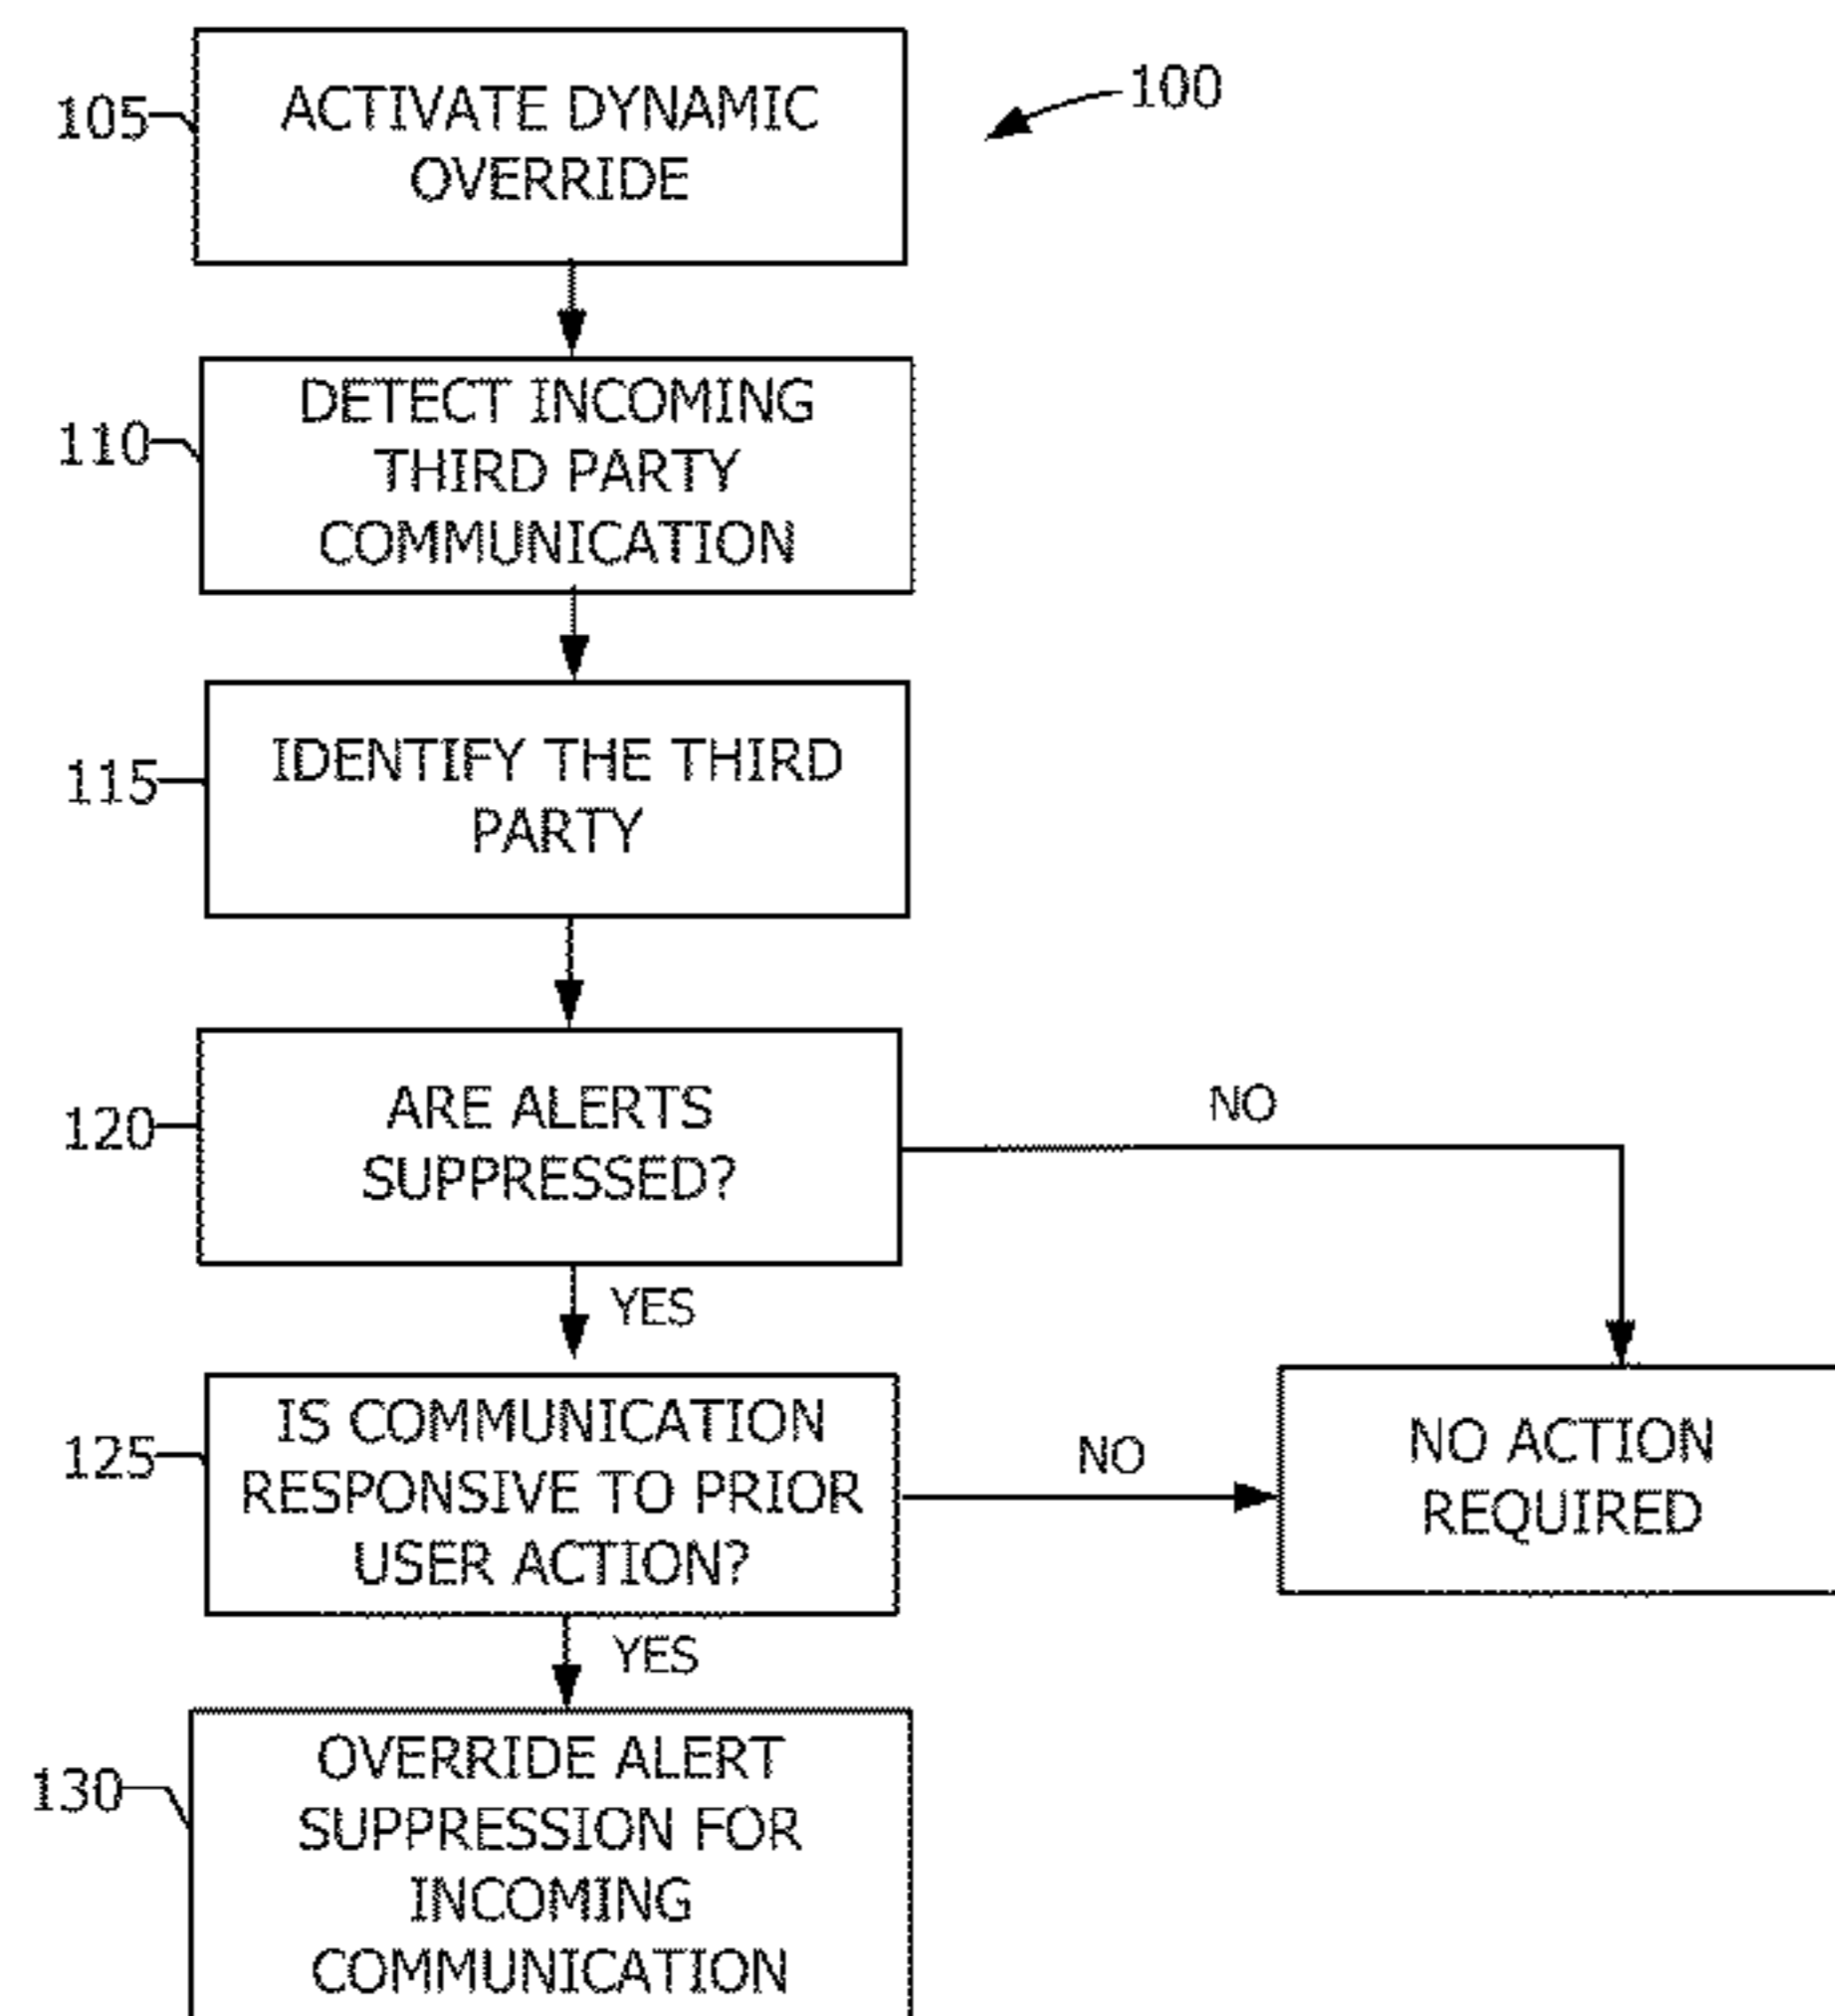 105
ACTIVATE DYNAMIC
OVERRIDE
100
110
DETECT INCOMING
THIRD PARTY
COMMUNICATION
115
IDENTIFY THE THIRD
PARTY
120
ARE ALERTS
SUPPRESSED?
NO
YES
125
IS COMMUNICATION
RESPONSIVE TO PRIOR
USER ACTION?
NO
NO ACTION
REQUIRED
YES
130
OVERRIDE ALERT
SUPPRESSION FOR
INCOMING
COMMUNICATION